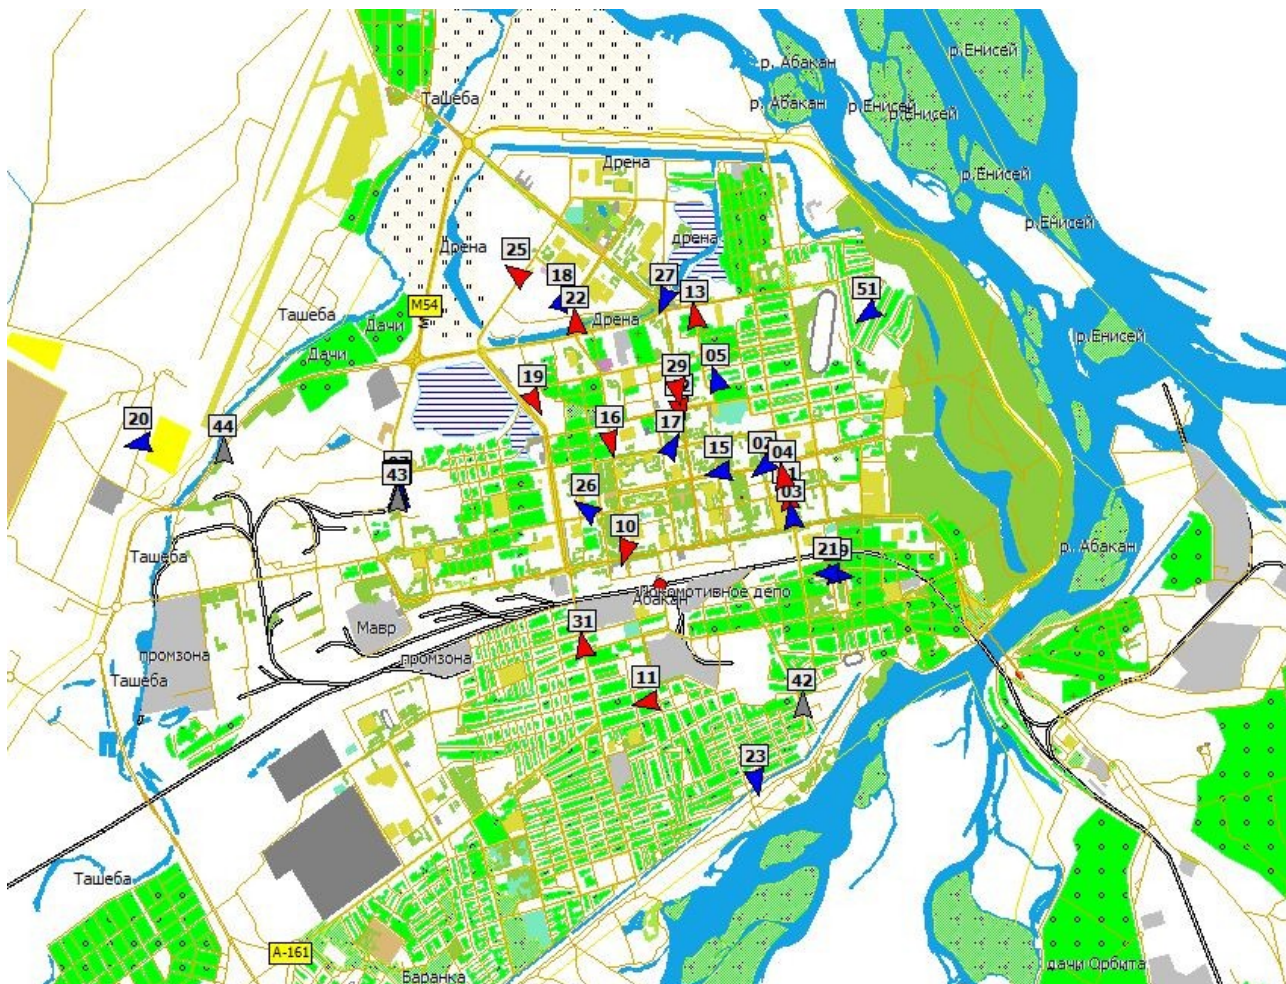 р.Енисей
р. Абакан
Ташеба
р. Абакан
р.Енисей
р.Енисей
Дрена
р.Енисей
р.Енисей
дрена
Дрена
25
18
27
51
22
13
M54
Ташеба
Дрена
Дачи
р.Енисей
Дачи
05
29
19
20
16
44
17
02
04
15
43
03
26
10
р. Абакан
21
Ташеба
Локомотивное депо
Абакан
31
Мавр
промзона
промзона
Ташеба
11
42
23
Ташеба
A-161
дачи Орбита
Баранка